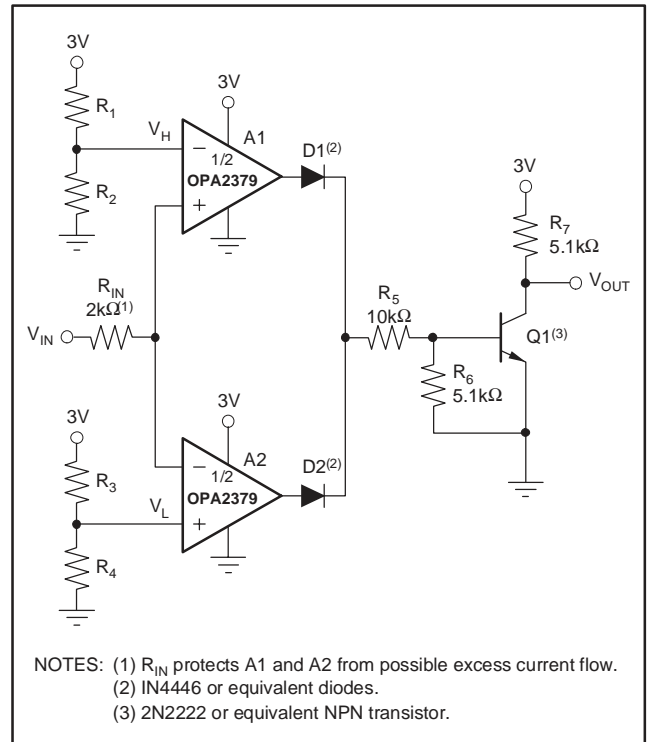 3V
R1
VH
R2
3V
A1
−
1/2
OPA2379
+
D1(2)
3V
R7
5.1kΩ
VOUT
RIN
2kΩ(1)
VIN
R5
10kΩ
Q1(3)
R6
5.1kΩ
3V
R3
VL
R4
3V
A2
−
1/2
OPA2379
+
D2(2)
NOTES: (1) RIN protects A1 and A2 from possible excess current flow.
(2) IN4446 or equivalent diodes.
(3) 2N2222 or equivalent NPN transistor.